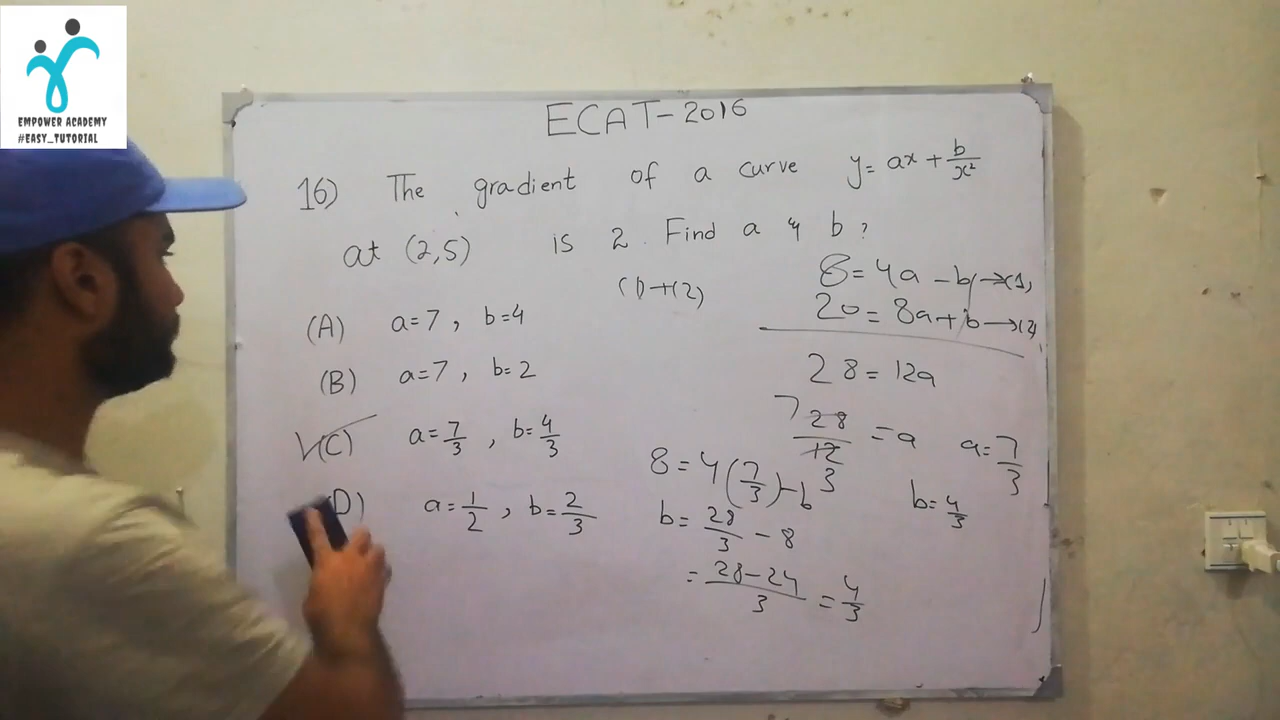 EMPOWER ACADEMY
#EASY_TUTORIAL
ECAT-2016
16) The gradient of a curve y = ax + b/x²
at (2,5) is 2. Find a & b?
(A) a=7, b=4
(B) a=7, b=2
(C) a=7/3, b=4/3
(D) a=1/2, b=2/3
(1)+(2)
8 = 4a - b → (1)
20 = 8a + b → (2)
28 = 12a
7 28/12 3 = a
a = 7/3
8 = 4(7/3) - b
b = 4/3
b = 28/3 - 8
= 28-24/3 = 4/3